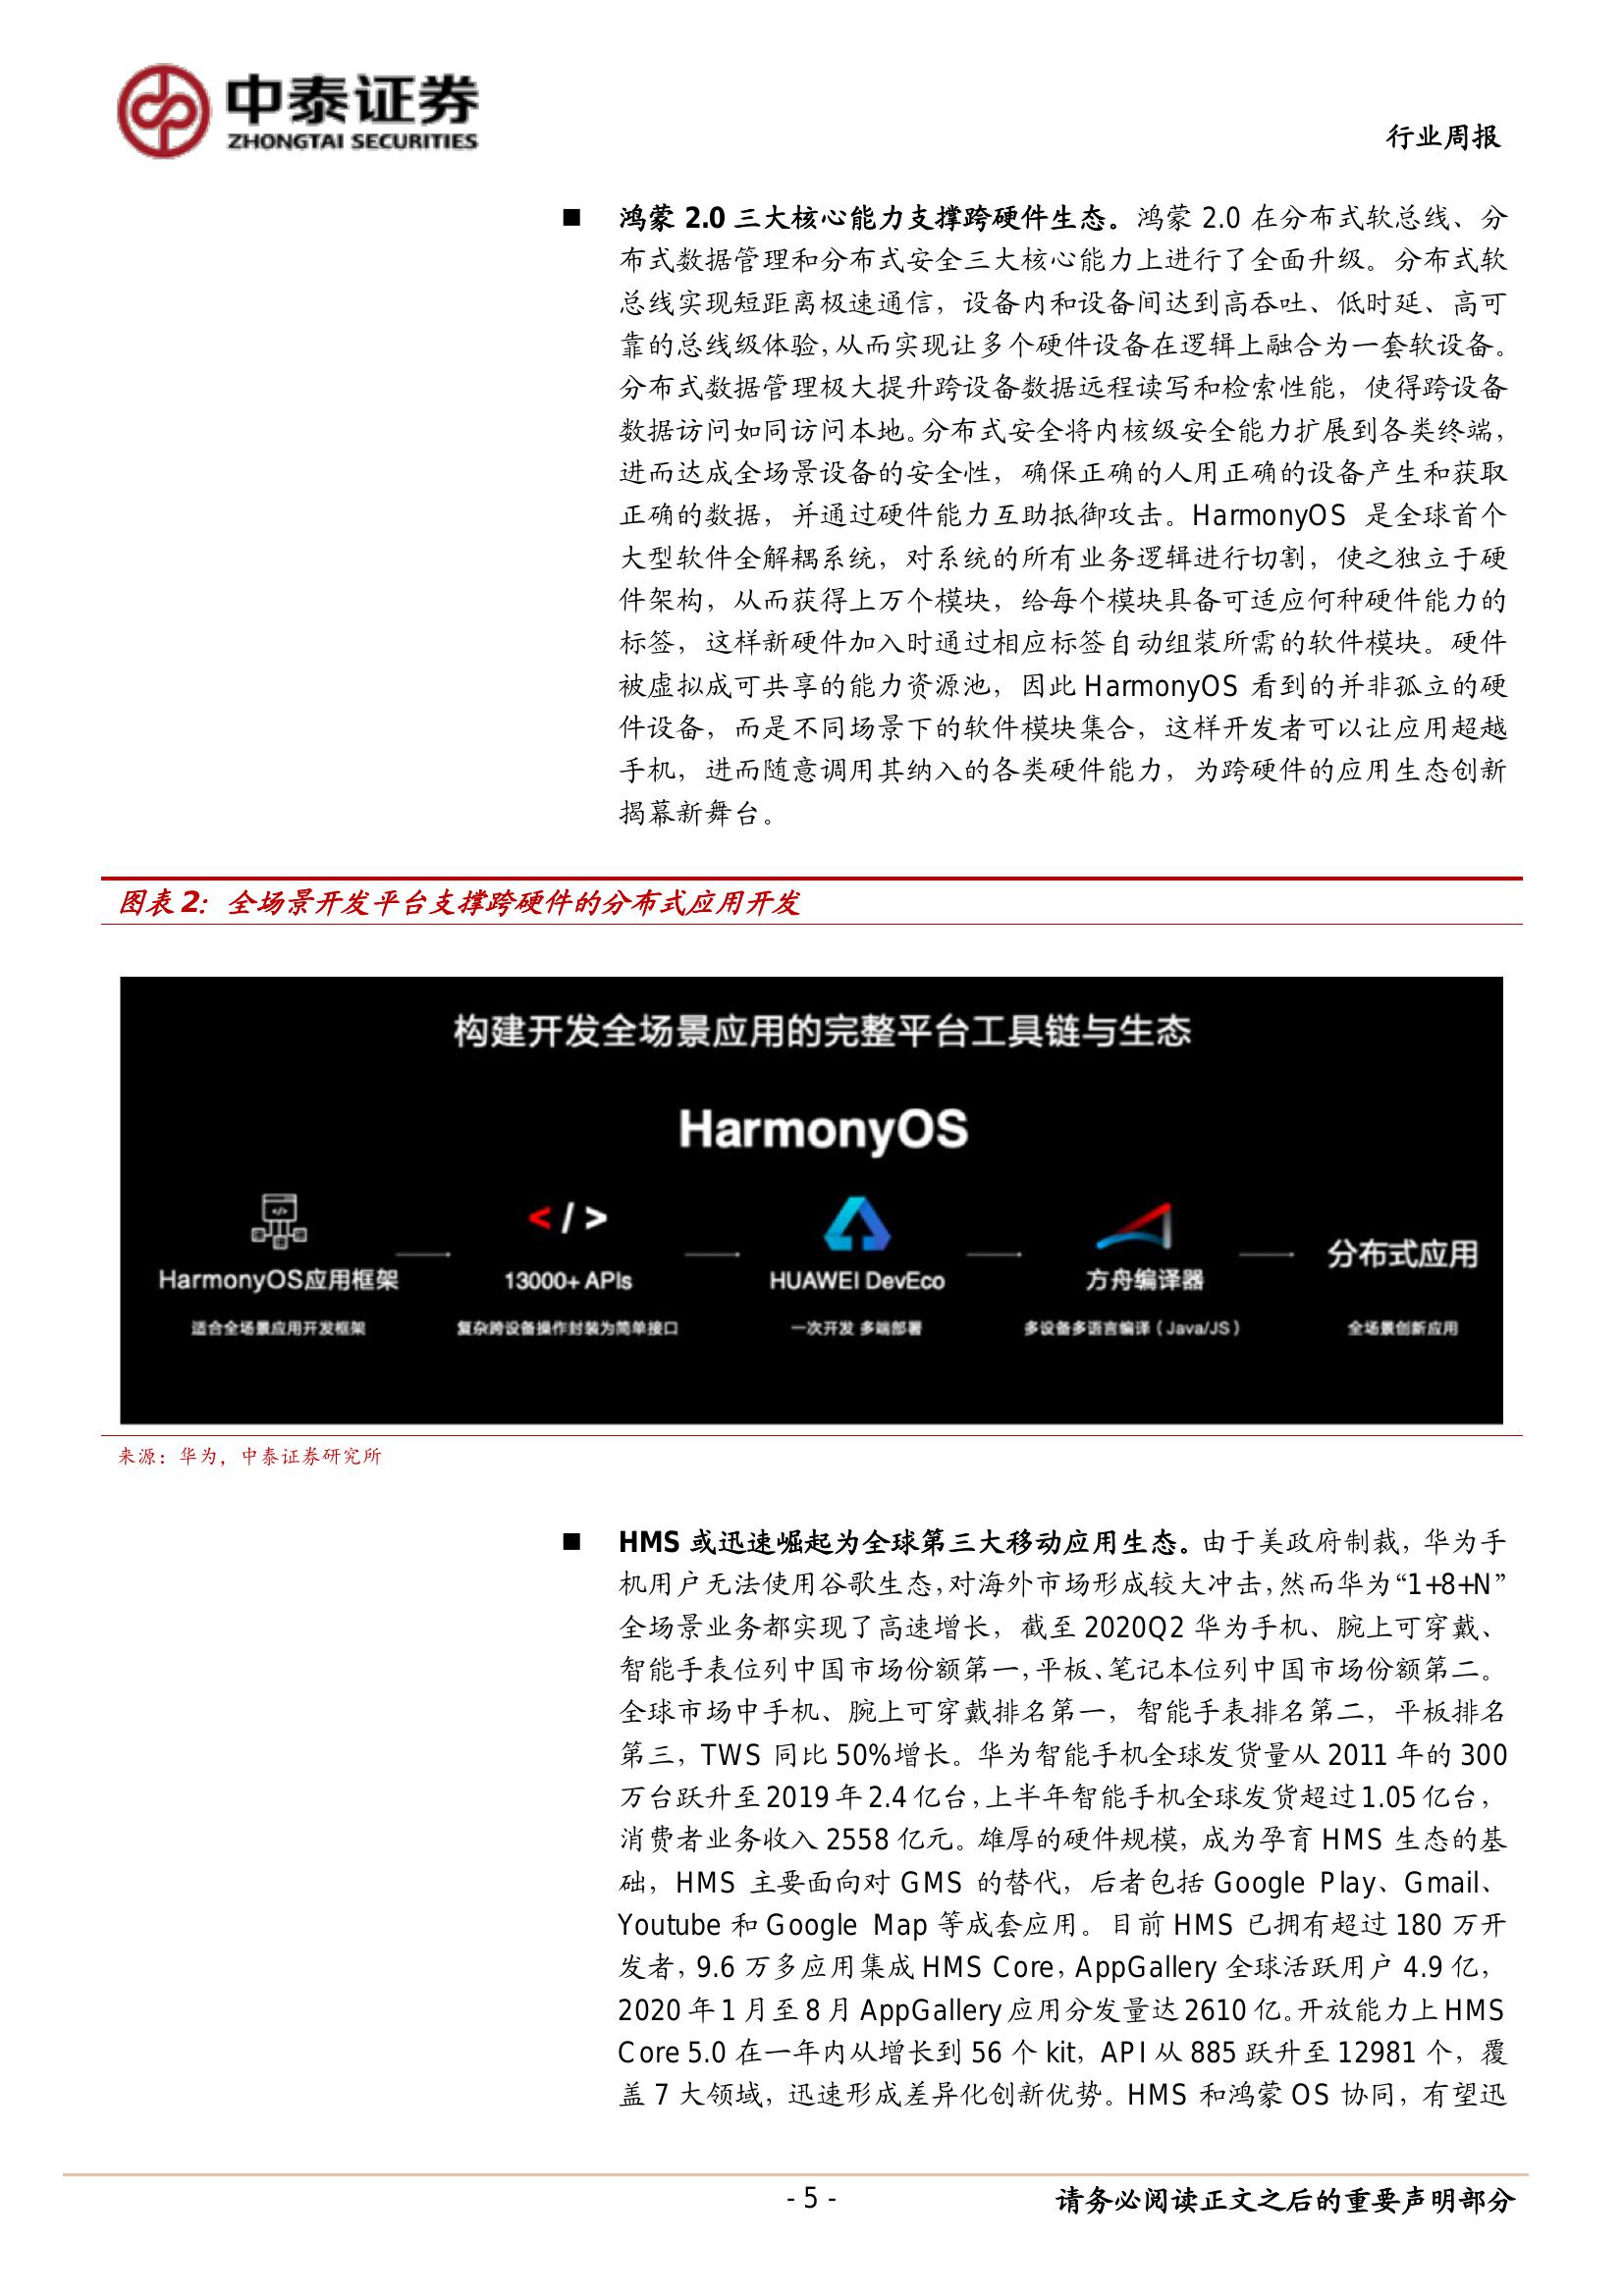 中泰证券
ZHONGTAI SECURITIES
行业周报
■ 鸿蒙 2.0 三大核心能力支撑跨硬件生态。鸿蒙 2.0 在分布式软总线、分
布式数据管理和分布式安全三大核心能力上进行了全面升级。分布式软
总线实现短距离极速通信，设备内和设备间达到高吞吐、低时延、高可
靠的总线级体验，从而实现让多个硬件设备在逻辑上融合为一套软设备。
分布式数据管理极大提升跨设备数据远程读写和检索性能，使得跨设备
数据访问如同访问本地。分布式安全将内核级安全能力扩展到各类终端，
进而达成全场景设备的安全性，确保正确的人用正确的设备产生和获取
正确的数据，并通过硬件能力互助抵御攻击。HarmonyOS 是全球首个
大型软件全解耦系统，对系统的所有业务逻辑进行切割，使之独立于硬
件架构，从而获得上万个模块，给每个模块具备可适应何种硬件能力的
标签，这样新硬件加入时通过相应标签自动组装所需的软件模块。硬件
被虚拟成可共享的能力资源池，因此 HarmonyOS 看到的并非孤立的硬
件设备，而是不同场景下的软件模块集合，这样开发者可以让应用超越
手机，进而随意调用其纳入的各类硬件能力，为跨硬件的应用生态创新
揭幕新舞台。
图表 2：全场景开发平台支撑跨硬件的分布式应用开发
构建开发全场景应用的完整平台工具链与生态
HarmonyOS
</>
HarmonyOS应用框架
13000+ APIs
HUAWEI DevEco
方舟编译器
分布式应用
适合全场景应用开发框架
复杂跨设备操作封装为简单接口
一次开发 多端部署
多设备多语言编译（Java/JS）
全场景创新应用
来源：华为，中泰证券研究所
■ HMS 或迅速崛起为全球第三大移动应用生态。由于美政府制裁，华为手
机用户无法使用谷歌生态，对海外市场形成较大冲击，然而华为“1+8+N”
全场景业务都实现了高速增长，截至 2020Q2 华为手机、腕上可穿戴、
智能手表位列中国市场份额第一，平板、笔记本位列中国市场份额第二。
全球市场中手机、腕上可穿戴排名第一，智能手表排名第二，平板排名
第三，TWS 同比 50%增长。华为智能手机全球发货量从 2011 年的 300
万台跃升至 2019 年 2.4 亿台，上半年智能手机全球发货超过 1.05 亿台，
消费者业务收入 2558 亿元。雄厚的硬件规模，成为孕育 HMS 生态的基
础，HMS 主要面向对 GMS 的替代，后者包括 Google Play、Gmail、
Youtube 和 Google Map 等成套应用。目前 HMS 已拥有超过 180 万开
发者，9.6 万多应用集成 HMS Core，AppGallery 全球活跃用户 4.9 亿，
2020 年 1 月至 8 月 AppGallery 应用分发量达 2610 亿。开放能力上 HMS
Core 5.0 在一年内从增长到 56 个 kit，API 从 885 跃升至 12981 个，覆
盖 7 大领域，迅速形成差异化创新优势。HMS 和鸿蒙 OS 协同，有望迅
- 5 -
请务必阅读正文之后的重要声明部分